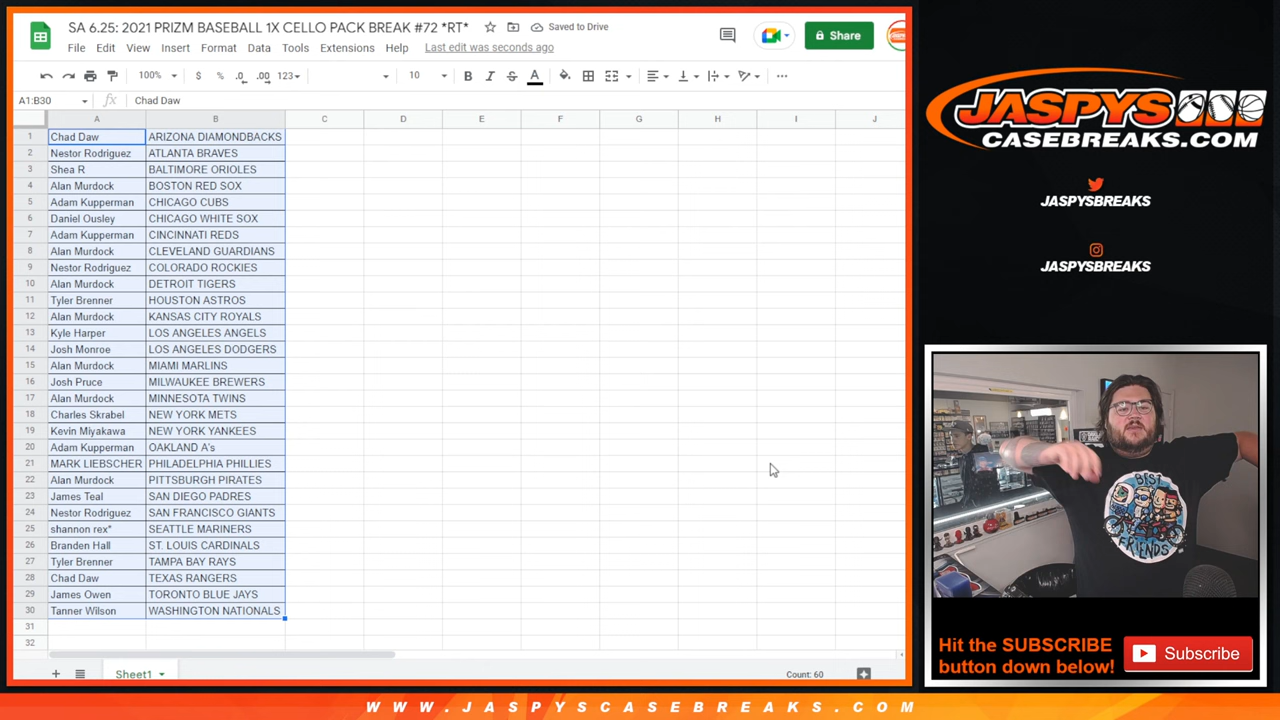 SA 6.25: 2021 PRIZM BASEBALL 1X CELLO PACK BREAK #72 *RT*
Saved to Drive
File Edit View Insert Format Data Tools Extensions Help Last edit was seconds ago
Share
100% $ % .0 .00 123 10 B I S A
A1:B30 fx Chad Daw
A B C D E F G H I J
1 Chad Daw ARIZONA DIAMONDBACKS
2 Nestor Rodriguez ATLANTA BRAVES
3 Shea R BALTIMORE ORIOLES
4 Alan Murdock BOSTON RED SOX
5 Adam Kupperman CHICAGO CUBS
6 Daniel Ousley CHICAGO WHITE SOX
7 Adam Kupperman CINCINNATI REDS
8 Alan Murdock CLEVELAND GUARDIANS
9 Nestor Rodriguez COLORADO ROCKIES
10 Alan Murdock DETROIT TIGERS
11 Tyler Brenner HOUSTON ASTROS
12 Alan Murdock KANSAS CITY ROYALS
13 Kyle Harper LOS ANGELES ANGELS
14 Josh Monroe LOS ANGELES DODGERS
15 Alan Murdock MIAMI MARLINS
16 Josh Pruce MILWAUKEE BREWERS
17 Alan Murdock MINNESOTA TWINS
18 Charles Skrabel NEW YORK METS
19 Kevin Miyakawa NEW YORK YANKEES
20 Adam Kupperman OAKLAND A's
21 MARK LIEBSCHER PHILADELPHIA PHILLIES
22 Alan Murdock PITTSBURGH PIRATES
23 James Teal SAN DIEGO PADRES
24 Nestor Rodriguez SAN FRANCISCO GIANTS
25 shannon rex* SEATTLE MARINERS
26 Branden Hall ST. LOUIS CARDINALS
27 Tyler Brenner TAMPA BAY RAYS
28 Chad Daw TEXAS RANGERS
29 James Owen TORONTO BLUE JAYS
30 Tanner Wilson WASHINGTON NATIONALS
31
32
Sheet1
Count: 60
JASPYS
CASEBREAKS.COM
JASPYSBREAKS
JASPYSBREAKS
BEST
FRIENDS
Hit the SUBSCRIBE
button down below!
Subscribe
WWW.JASPYSCASEBREAKS.COM